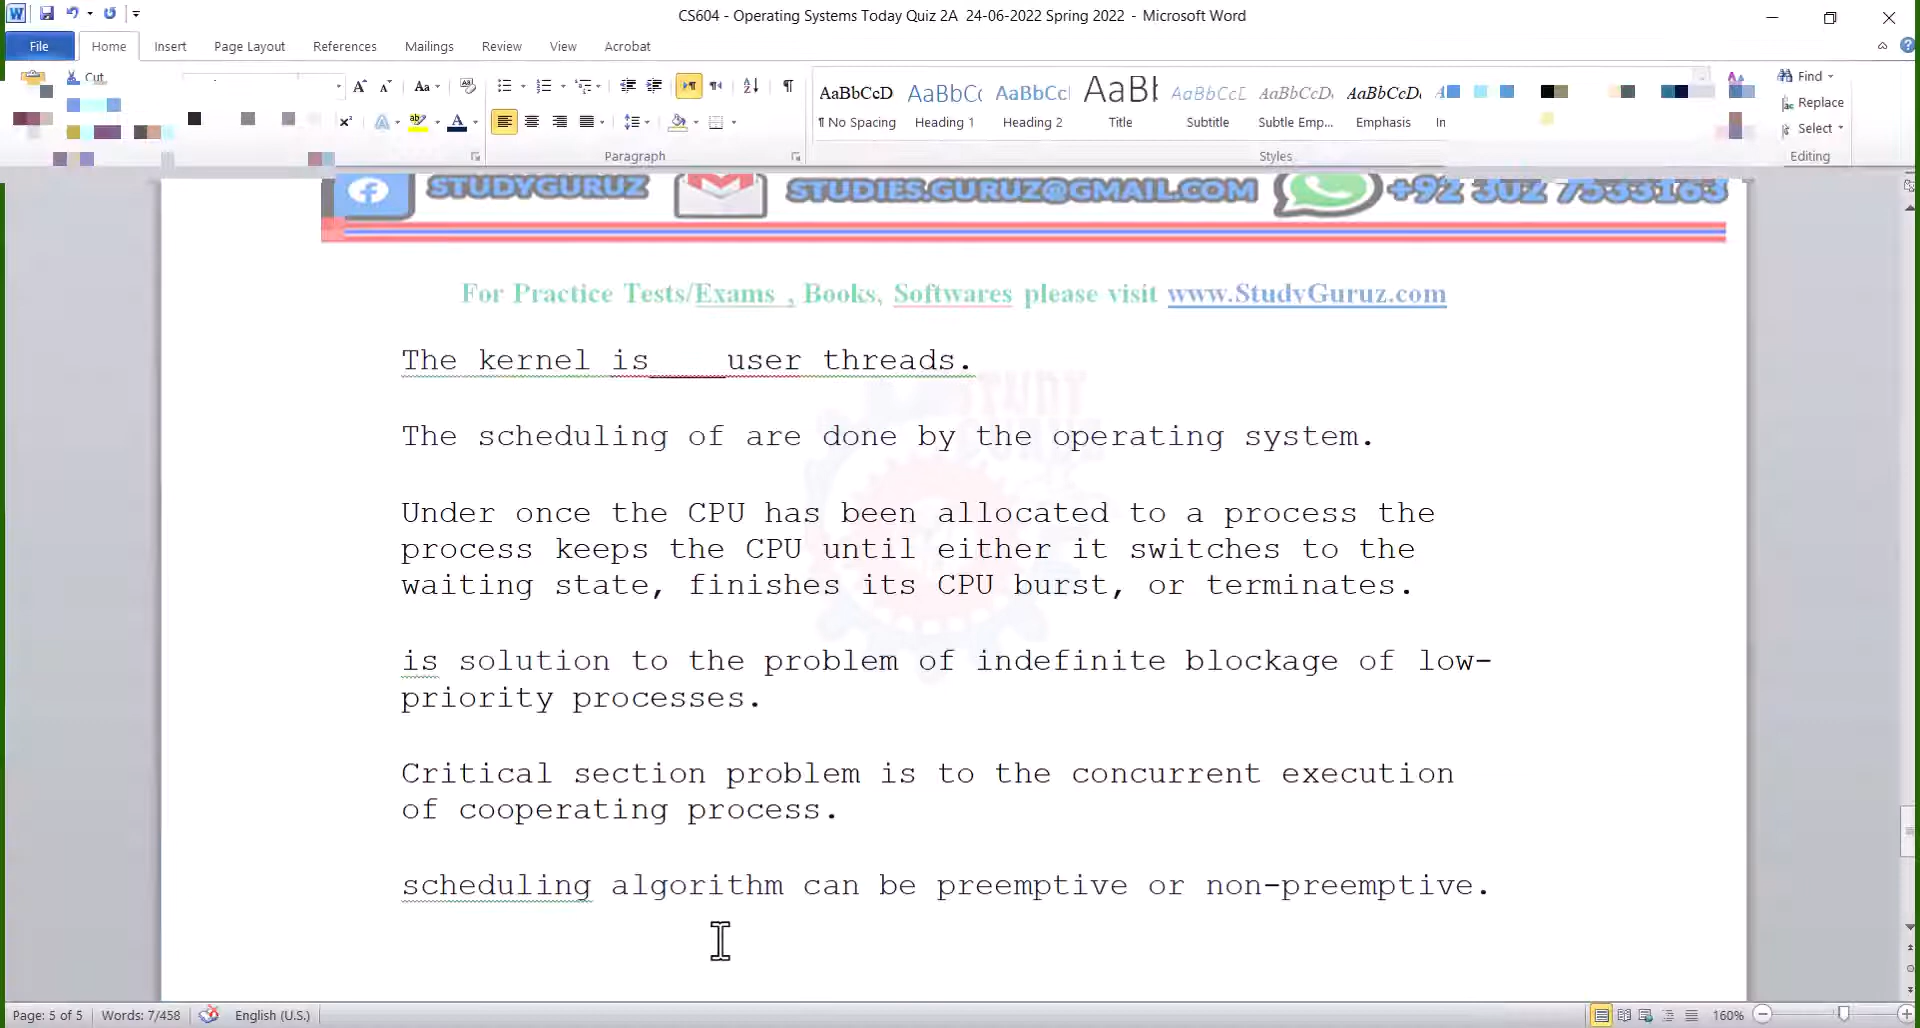 CS604 - Operating Systems Today Quiz 2A 24-06-2022 Spring 2022 - Microsoft Word
File Home Insert Page Layout References Mailings Review View Acrobat
Cut
Find
Replace
Select
AaBbCcD AaBbC AaBbCc AaB AaBbCcD AaBbCcD AaBbCcD
¶ No Spacing Heading 1 Heading 2 Title Subtitle Subtle Emp... Emphasis In
Paragraph Styles Editing
STUDYGURUZ STUDIES.GURUZ@GMAIL.COM +92 302 7533163
For Practice Tests/Exams , Books, Softwares please visit www.StudyGuruz.com
The kernel is____user threads.
The scheduling of are done by the operating system.
Under once the CPU has been allocated to a process the
process keeps the CPU until either it switches to the
waiting state, finishes its CPU burst, or terminates.
is solution to the problem of indefinite blockage of low-
priority processes.
Critical section problem is to the concurrent execution
of cooperating process.
scheduling algorithm can be preemptive or non-preemptive.
Page: 5 of 5 Words: 7/458 English (U.S.) 160%